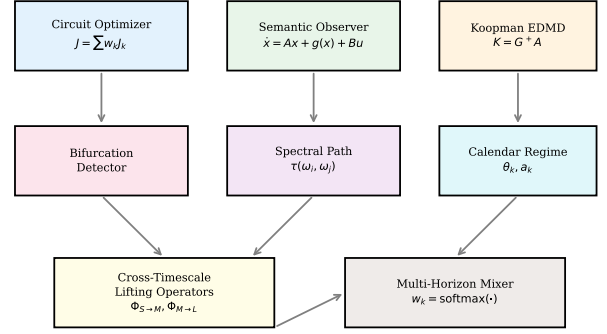 Circuit Optimizer
J = ∑wₖJₖ
Semantic Observer
ẋ = Ax + g(x) + Bu
Koopman EDMD
K = G⁺A
Bifurcation
Detector
Spectral Path
τ(ωᵢ, ωⱼ)
Calendar Regime
θₖ, aₖ
Cross-Timescale
Lifting Operators
Φ_{S→M}, Φ_{M→L}
Multi-Horizon Mixer
wₖ = softmax(·)